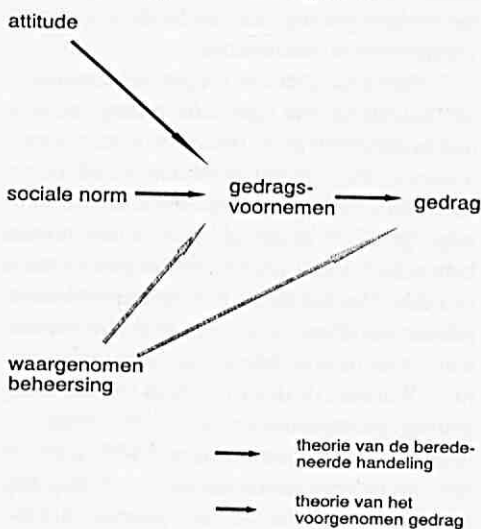 attitude
sociale norm
gedrags-
voornemen
gedrag
waargenomen
beheersing
theorie van de berede-
neerde handeling
theorie van het
voorgenomen gedrag